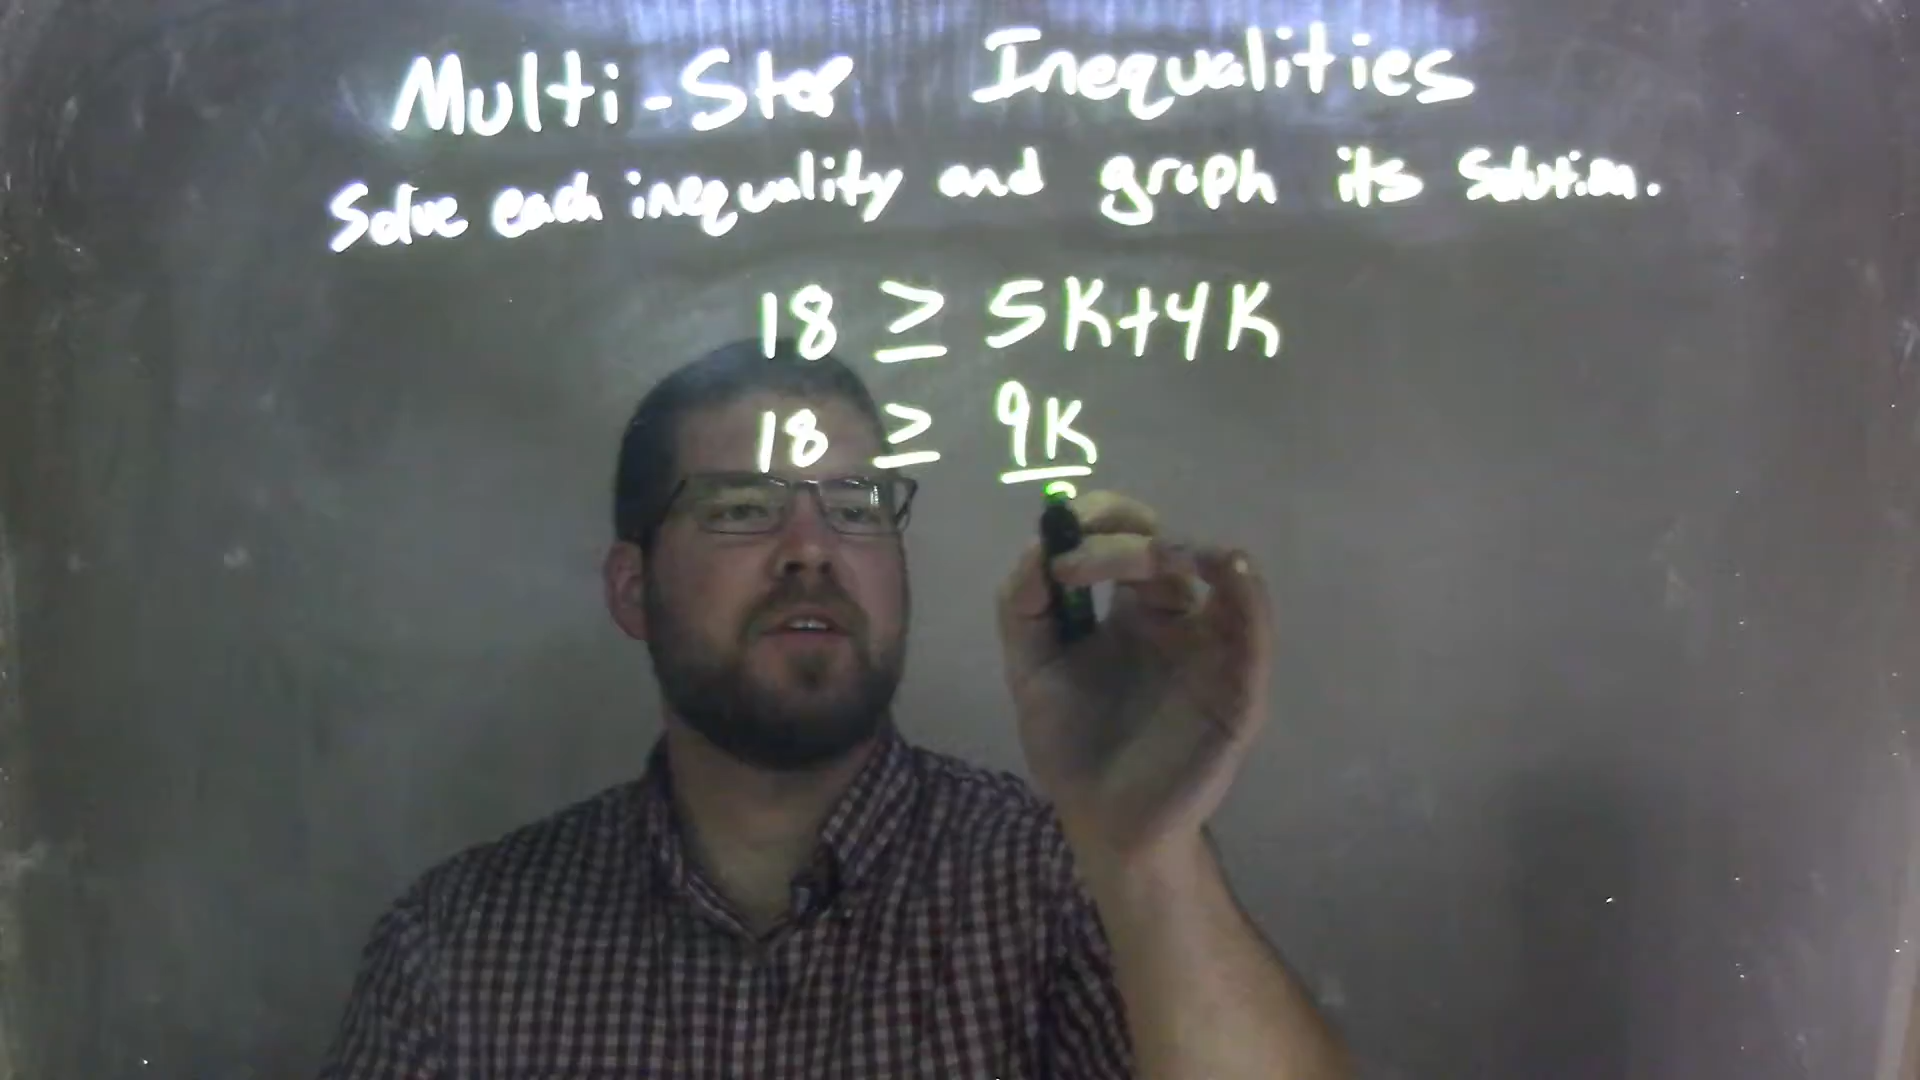 Multi-Step Inequalities
Solve each inequality and graph its solution.
18 ≥ 5K+4K
18 ≥ 9K